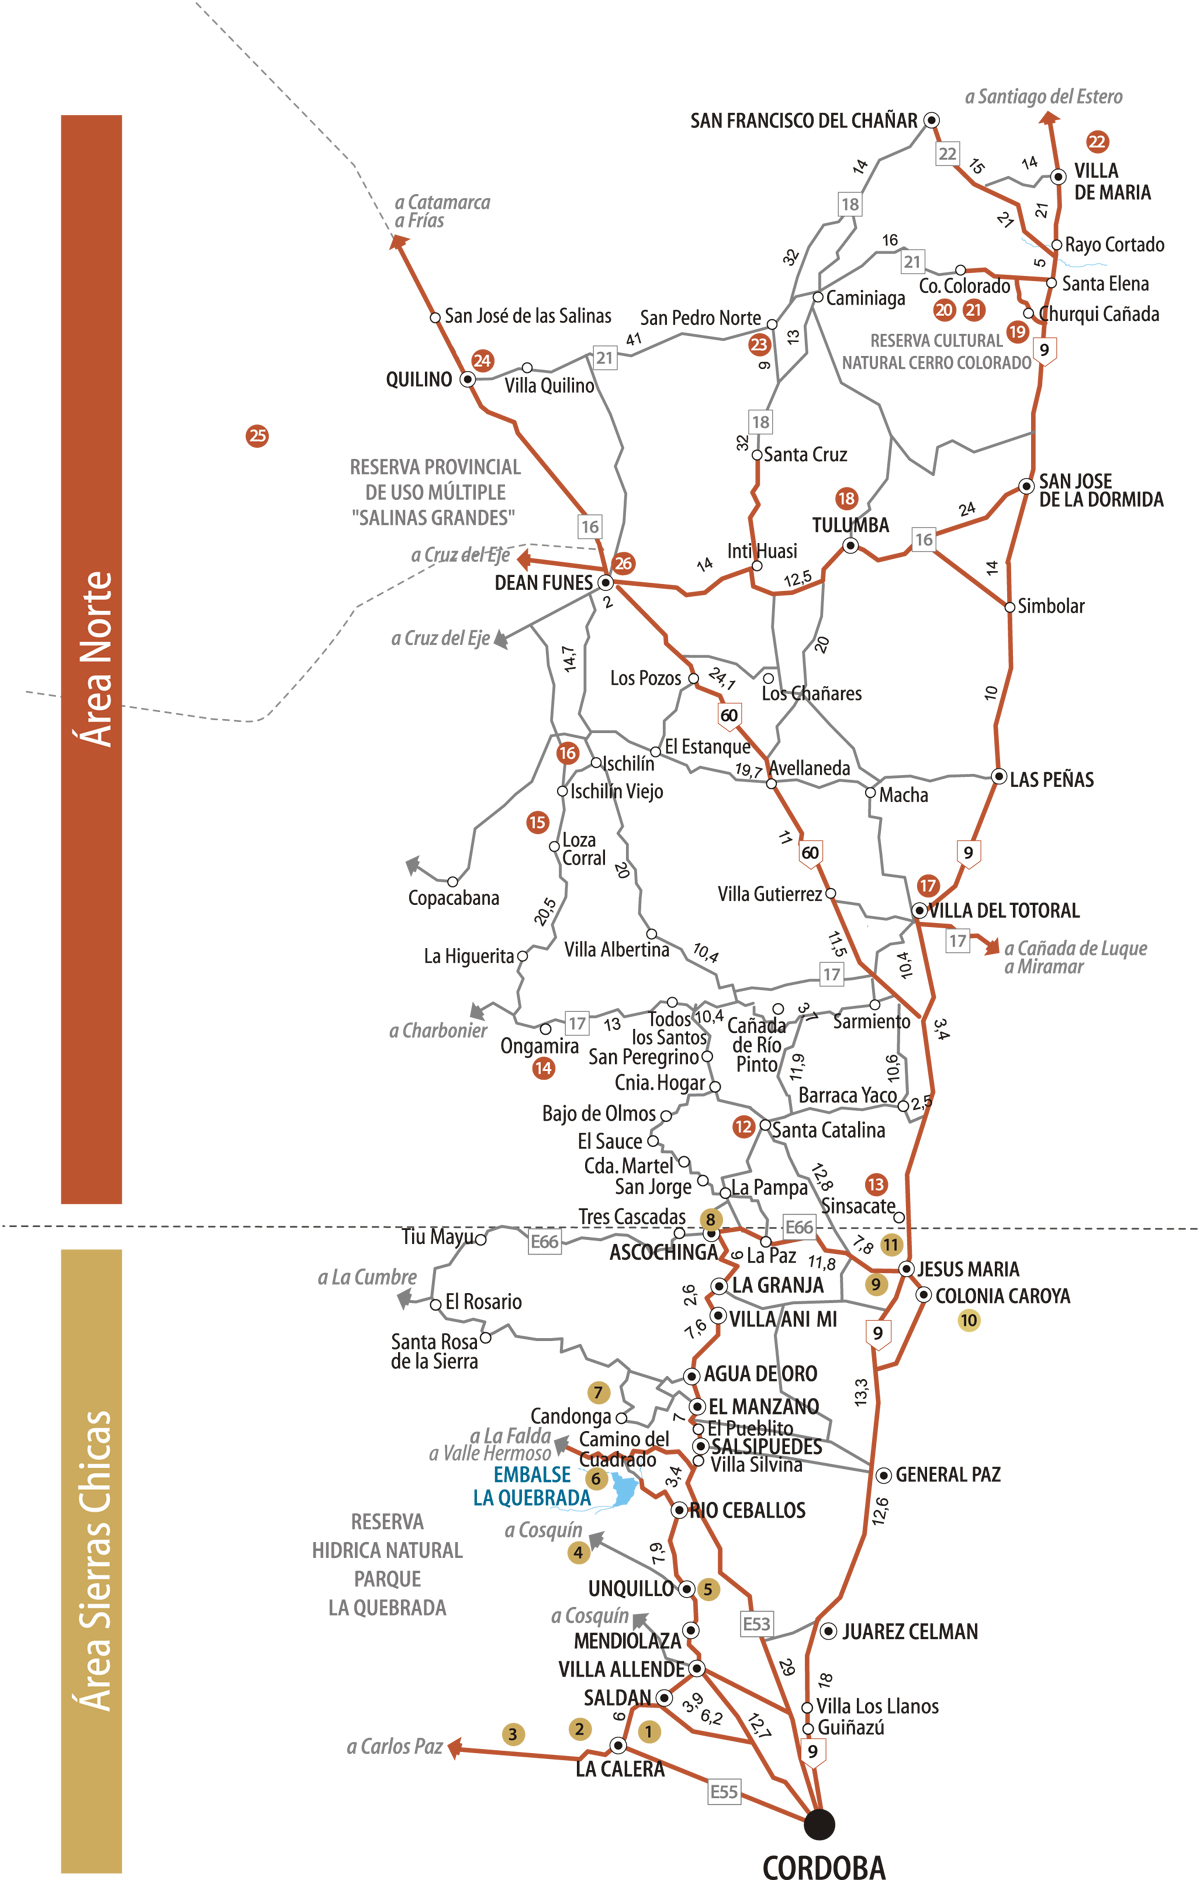 a Santiago del Estero
SAN FRANCISCO DEL CHAÑAR
22
22
15
14
14
VILLA
DE MARIA
a Catamarca
a Frías
18
21
21
32
16
Rayo Cortado
21
5
Co. Colorado
Santa Elena
Caminiaga
20
21
San José de las Salinas
San Pedro Norte
Churqui Cañada
19
41
23
13
RESERVA CULTURAL
NATURAL CERRO COLORADO
9
24
21
9
QUILINO
Villa Quilino
18
25
32
Santa Cruz
RESERVA PROVINCIAL
DE USO MÚLTIPLE
"SALINAS GRANDES"
SAN JOSE
DE LA DORMIDA
18
24
16
TULUMBA
16
a Cruz del Eje
Inti Huasi
26
14
14
DEAN FUNES
12,5
2
Simbolar
a Cruz del Eje
20
14,7
Los Pozos
24,1
Los Chañares
10
60
Área Norte
16
El Estanque
Ischilín
19,7
Avellaneda
LAS PEÑAS
Ischilín Viejo
Macha
15
11
Loza
Corral
60
9
20
Copacabana
Villa Gutierrez
17
20,5
VILLA DEL TOTORAL
17
La Higuerita
Villa Albertina
10,4
11,5
a Cañada de Luque
a Miramar
10,4
17
a Charbonier
17
13
Todos
los Santos
10,4
Cañada
de Río
Pinto
3,7
Sarmiento
3,4
Ongamira
14
San Peregrino
11,9
10,6
Cnia. Hogar
Barraca Yaco
2,5
Bajo de Olmos
12
Santa Catalina
El Sauce
Cda. Martel
San Jorge
12,8
La Pampa
13
Sinsacate
Tres Cascadas
8
E66
Tiu Mayu
E66
ASCOCHINGA
9
La Paz
11,8
7,8
11
JESUS MARIA
a La Cumbre
2,6
LA GRANJA
9
COLONIA CAROYA
El Rosario
7,6
VILLA ANI MI
10
9
Santa Rosa
de la Sierra
AGUA DE ORO
13,3
7
EL MANZANO
Candonga
7
El Pueblito
a La Falda
a Valle Hermoso
Camino del
Cuadrado
SALSIPUEDES
Villa Silvina
EMBALSE
LA QUEBRADA
6
3,4
GENERAL PAZ
RIO CEBALLOS
12,6
RESERVA
HIDRICA NATURAL
PARQUE
LA QUEBRADA
a Cosquín
4
7,9
UNQUILLO
5
a Cosquín
E53
MENDIOLAZA
JUAREZ CELMAN
VILLA ALLENDE
29
18
SALDAN
3,9
6,2
12,7
Villa Los Llanos
Guiñazú
6
1
2
3
a Carlos Paz
9
LA CALERA
E55
Área Sierras Chicas
CORDOBA